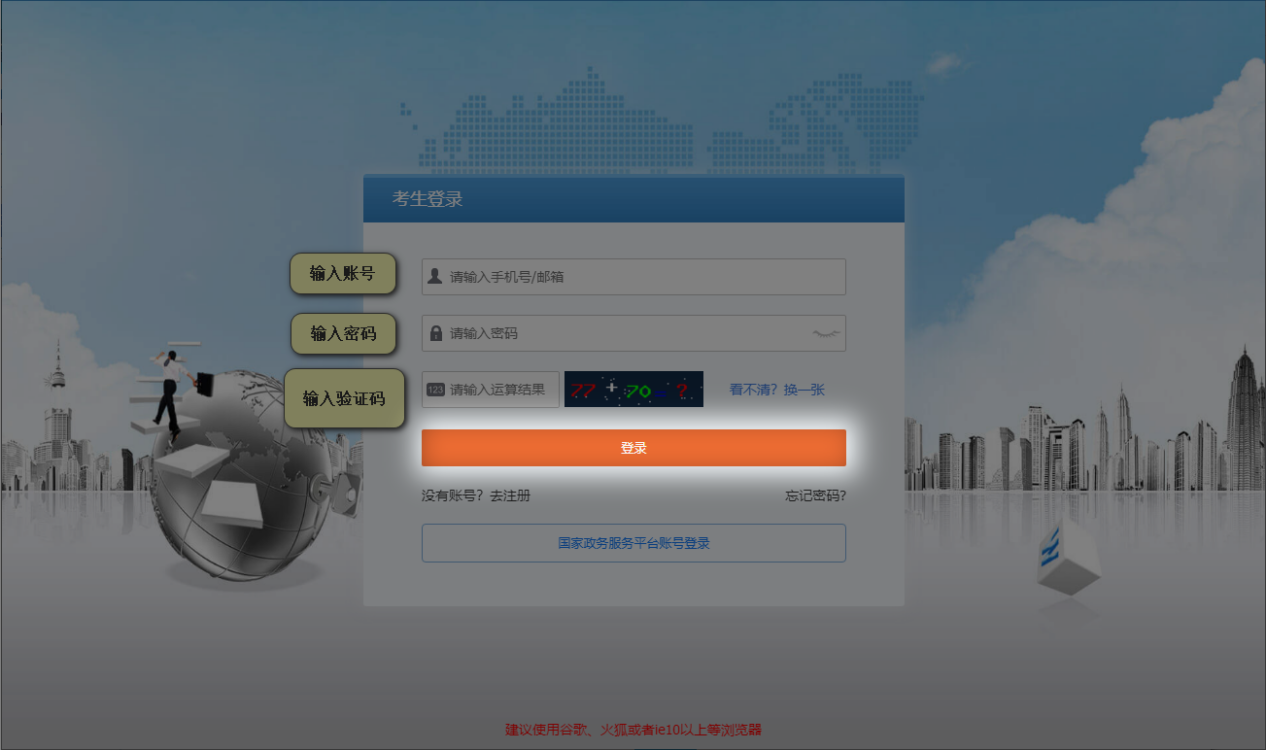 考生登录
输入账号
请输入手机号/邮箱
输入密码
请输入密码
输入验证码
123 请输入运算结果 77 + 70 = ? 看不清？换一张
登录
没有账号？去注册 忘记密码?
国家政务服务平台账号登录
建议使用谷歌、火狐或者ie10以上等浏览器